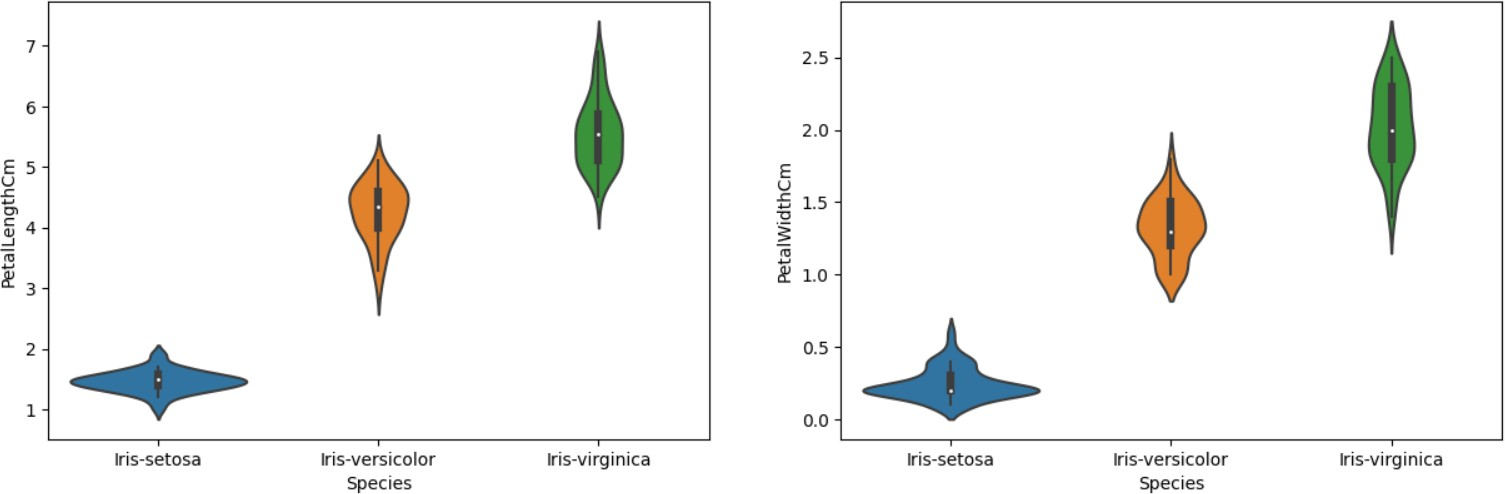 PetalLengthCm
7
6
5
4
3
2
1
Iris-setosa Iris-versicolor Iris-virginica
Species
PetalWidthCm
2.5
2.0
1.5
1.0
0.5
0.0
Iris-setosa Iris-versicolor Iris-virginica
Species